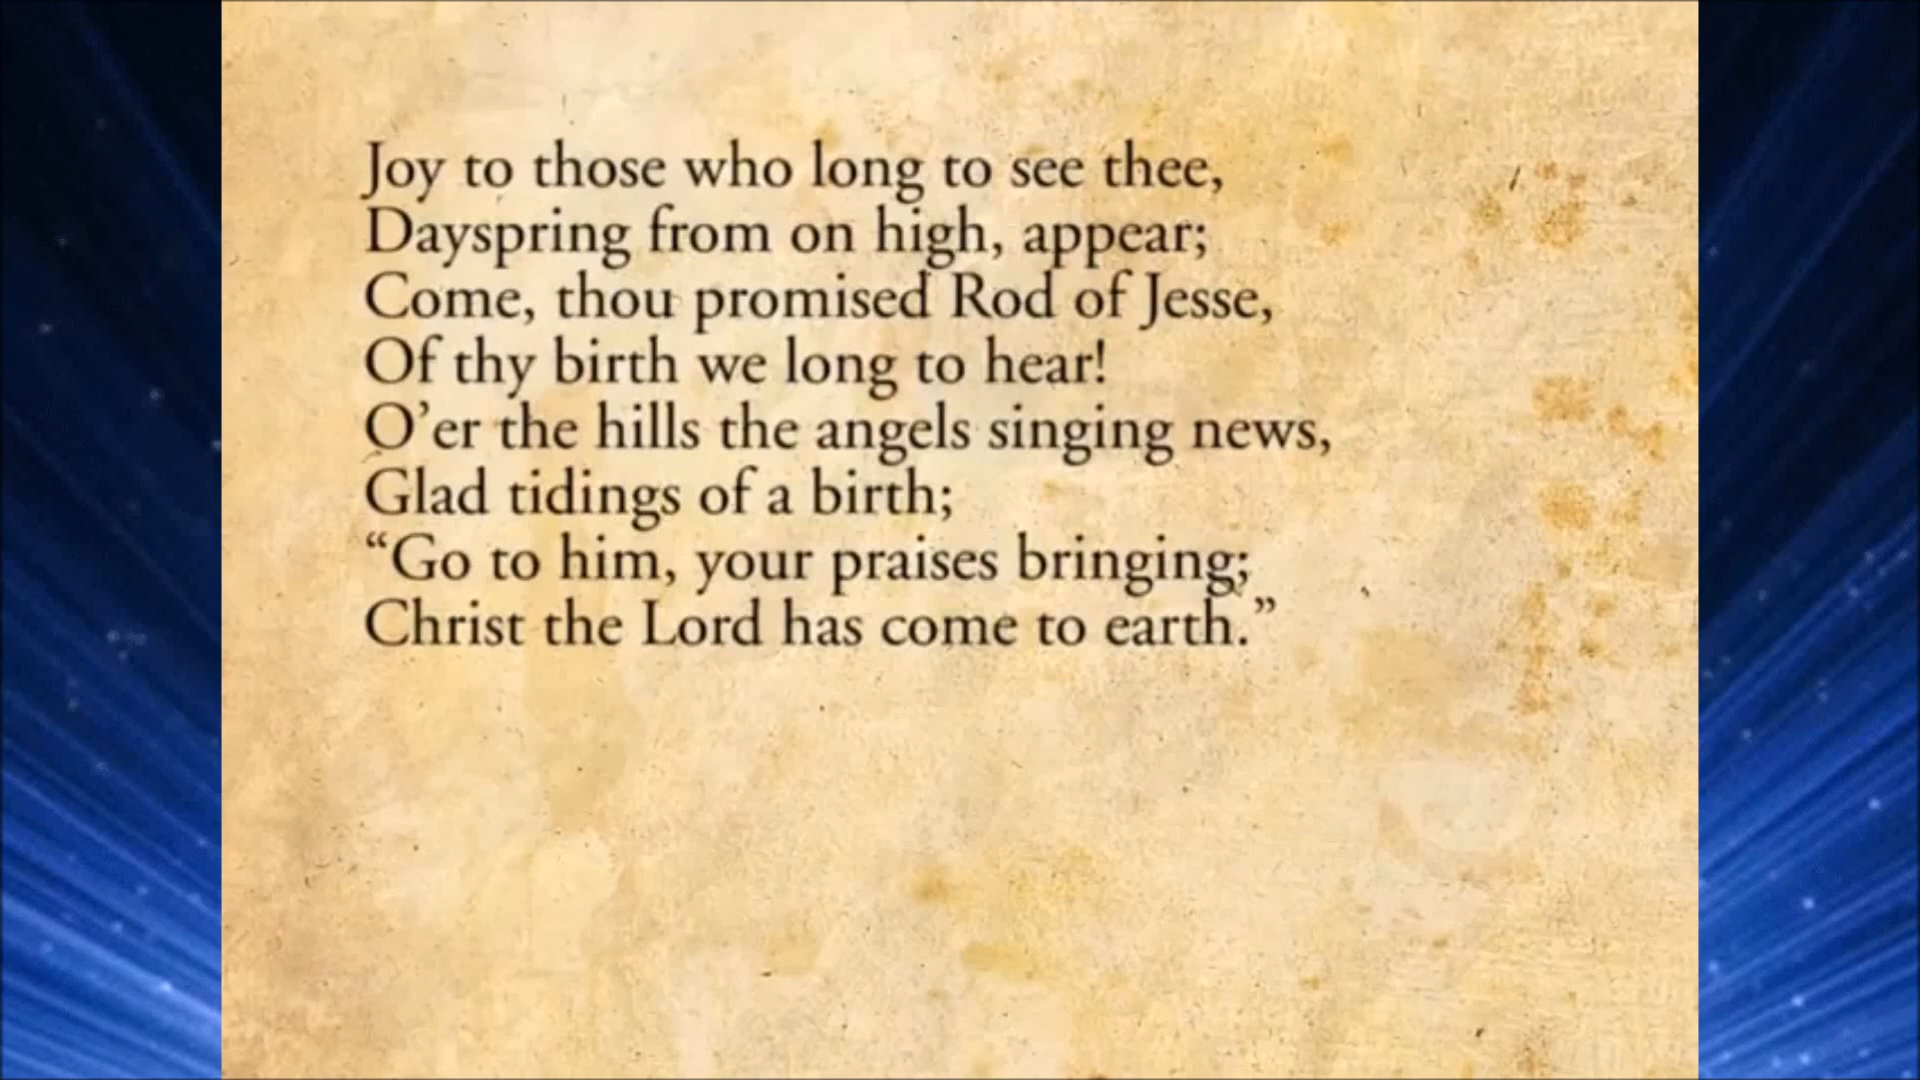 Joy to those who long to see thee,
Dayspring from on high, appear;
Come, thou promised Rod of Jesse,
Of thy birth we long to hear!
O’er the hills the angels singing news,
Glad tidings of a birth;
“Go to him, your praises bringing;
Christ the Lord has come to earth.”